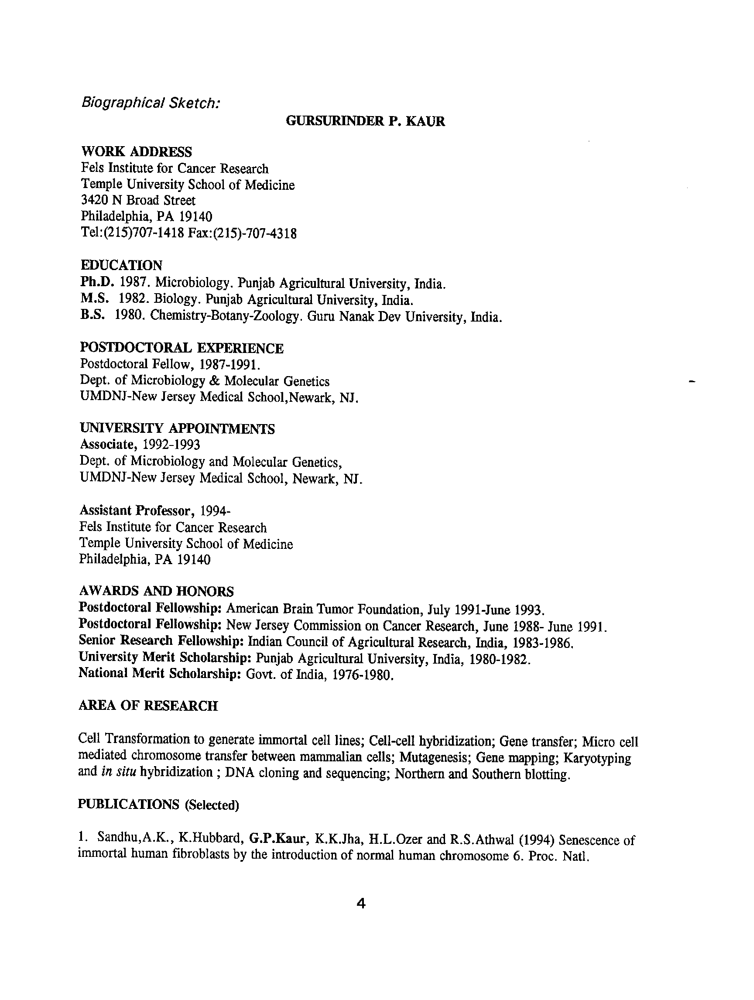 Biographical Sketch:
GURSURINDER P. KAUR
WORK ADDRESS
Fels Institute for Cancer Research
Temple University School of Medicine
3420 N Broad Street
Philadelphia, PA 19140
Tel:(215)707-1418 Fax:(215)-707-4318
EDUCATION
Ph.D. 1987. Microbiology. Punjab Agricultural University, India.
M.S. 1982. Biology. Punjab Agricultural University, India.
B.S. 1980. Chemistry-Botany-Zoology. Guru Nanak Dev University, India.
POSTDOCTORAL EXPERIENCE
Postdoctoral Fellow, 1987-1991.
Dept. of Microbiology & Molecular Genetics
UMDNJ-New Jersey Medical School,Newark, NJ.
UNIVERSITY APPOINTMENTS
Associate, 1992-1993
Dept. of Microbiology and Molecular Genetics,
UMDNJ-New Jersey Medical School, Newark, NJ.
Assistant Professor, 1994-
Fels Institute for Cancer Research
Temple University School of Medicine
Philadelphia, PA 19140
AWARDS AND HONORS
Postdoctoral Fellowship: American Brain Tumor Foundation, July 1991-June 1993.
Postdoctoral Fellowship: New Jersey Commission on Cancer Research, June 1988- June 1991.
Senior Research Fellowship: Indian Council of Agricultural Research, India, 1983-1986.
University Merit Scholarship: Punjab Agricultural University, India, 1980-1982.
National Merit Scholarship: Govt. of India, 1976-1980.
AREA OF RESEARCH
Cell Transformation to generate immortal cell lines; Cell-cell hybridization; Gene transfer; Micro cell
mediated chromosome transfer between mammalian cells; Mutagenesis; Gene mapping; Karyotyping
and in situ hybridization ; DNA cloning and sequencing; Northern and Southern blotting.
PUBLICATIONS (Selected)
1. Sandhu,A.K., K.Hubbard, G.P.Kaur, K.K.Jha, H.L.Ozer and R.S.Athwal (1994) Senescence of
immortal human fibroblasts by the introduction of normal human chromosome 6. Proc. Natl.
4